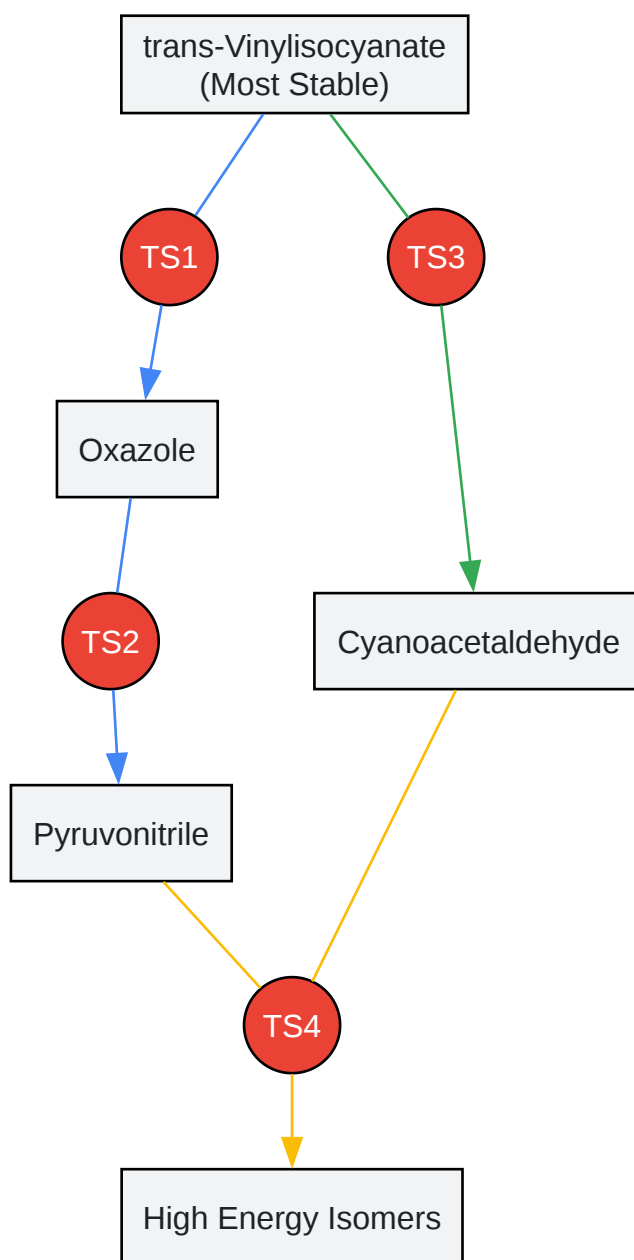 trans-Vinylisocyanate
(Most Stable)
TS1
TS3
Oxazole
TS2
Cyanoacetaldehyde
Pyruvonitrile
TS4
High Energy Isomers